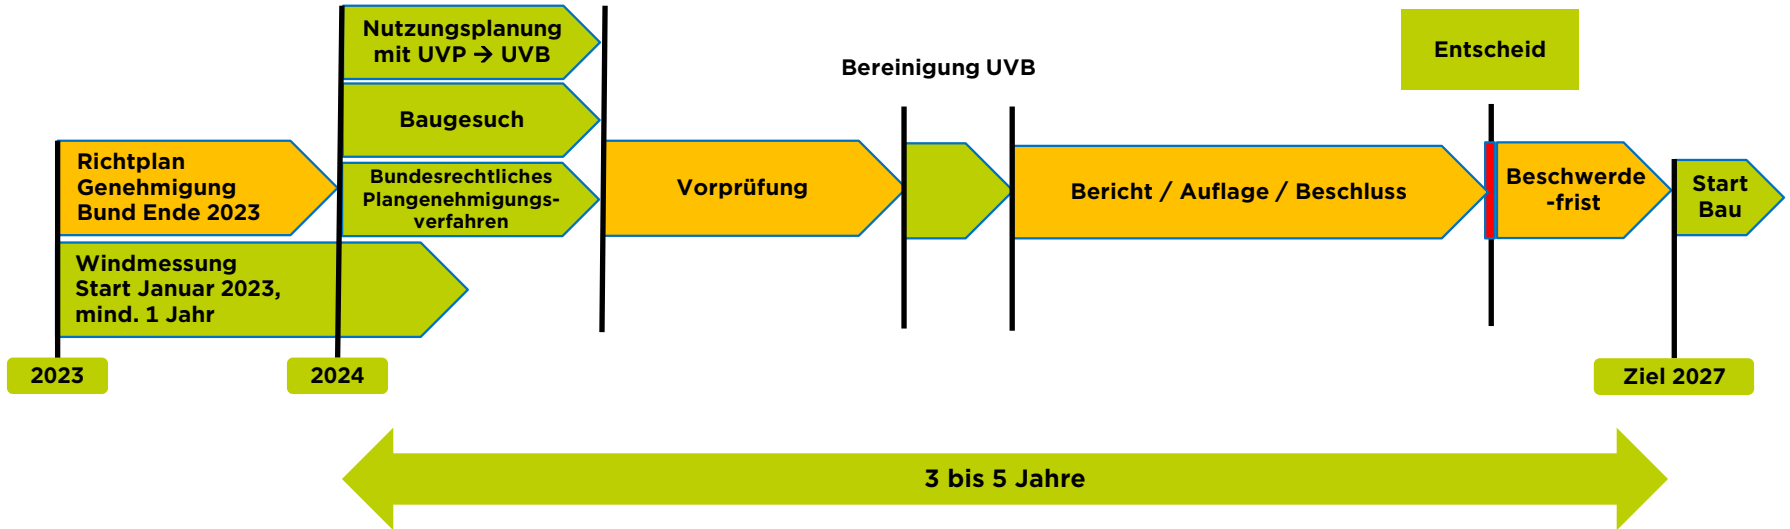 Nutzungsplanung
mit UVP → UVB
Baugesuch
Bundesrechtliches
Plangenehmigungs-
verfahren
Richtplan
Genehmigung
Bund Ende 2023
Windmessung
Start Januar 2023,
mind. 1 Jahr
Vorprüfung
Bereinigung UVB
Bericht / Auflage / Beschluss
Entscheid
Beschwerde
-frist
Start
Bau
2023
2024
Ziel 2027
3 bis 5 Jahre